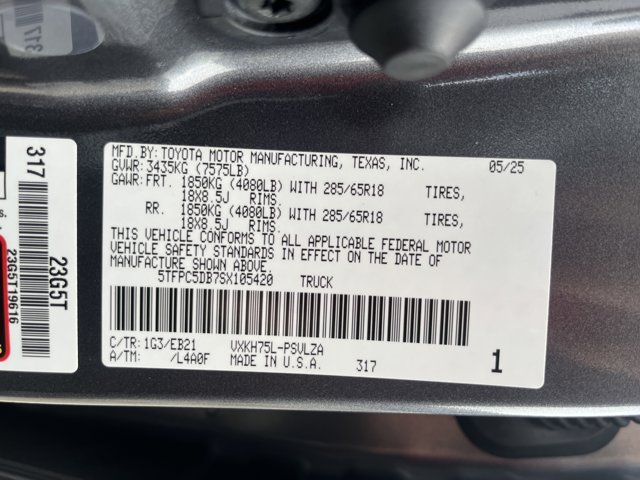 MFD.BY:TOYOTA MOTOR MANUFACTURING, TEXAS, INC. 05/25
GVWR:3435KG (7575LB)
GAWR:FRT. 1850KG (4080LB) WITH 285/65R18 TIRES,
18X8.5J RIMS.
RR. 1850KG (4080LB) WITH 285/65R18 TIRES,
18X8.5J RIMS.
THIS VEHICLE CONFORMS TO ALL APPLICABLE FEDERAL MOTOR
VEHICLE SAFETY STANDARDS IN EFFECT ON THE DATE OF
MANUFACTURE SHOWN ABOVE.
5TFPC5DB7SX105420 TRUCK
C/TR:1G3/EB21 VXKH75L-PSVLZA
A/TM: /L4A0F MADE IN U.S.A. 317 1
317
23G5T
23G5T19616
317
s.